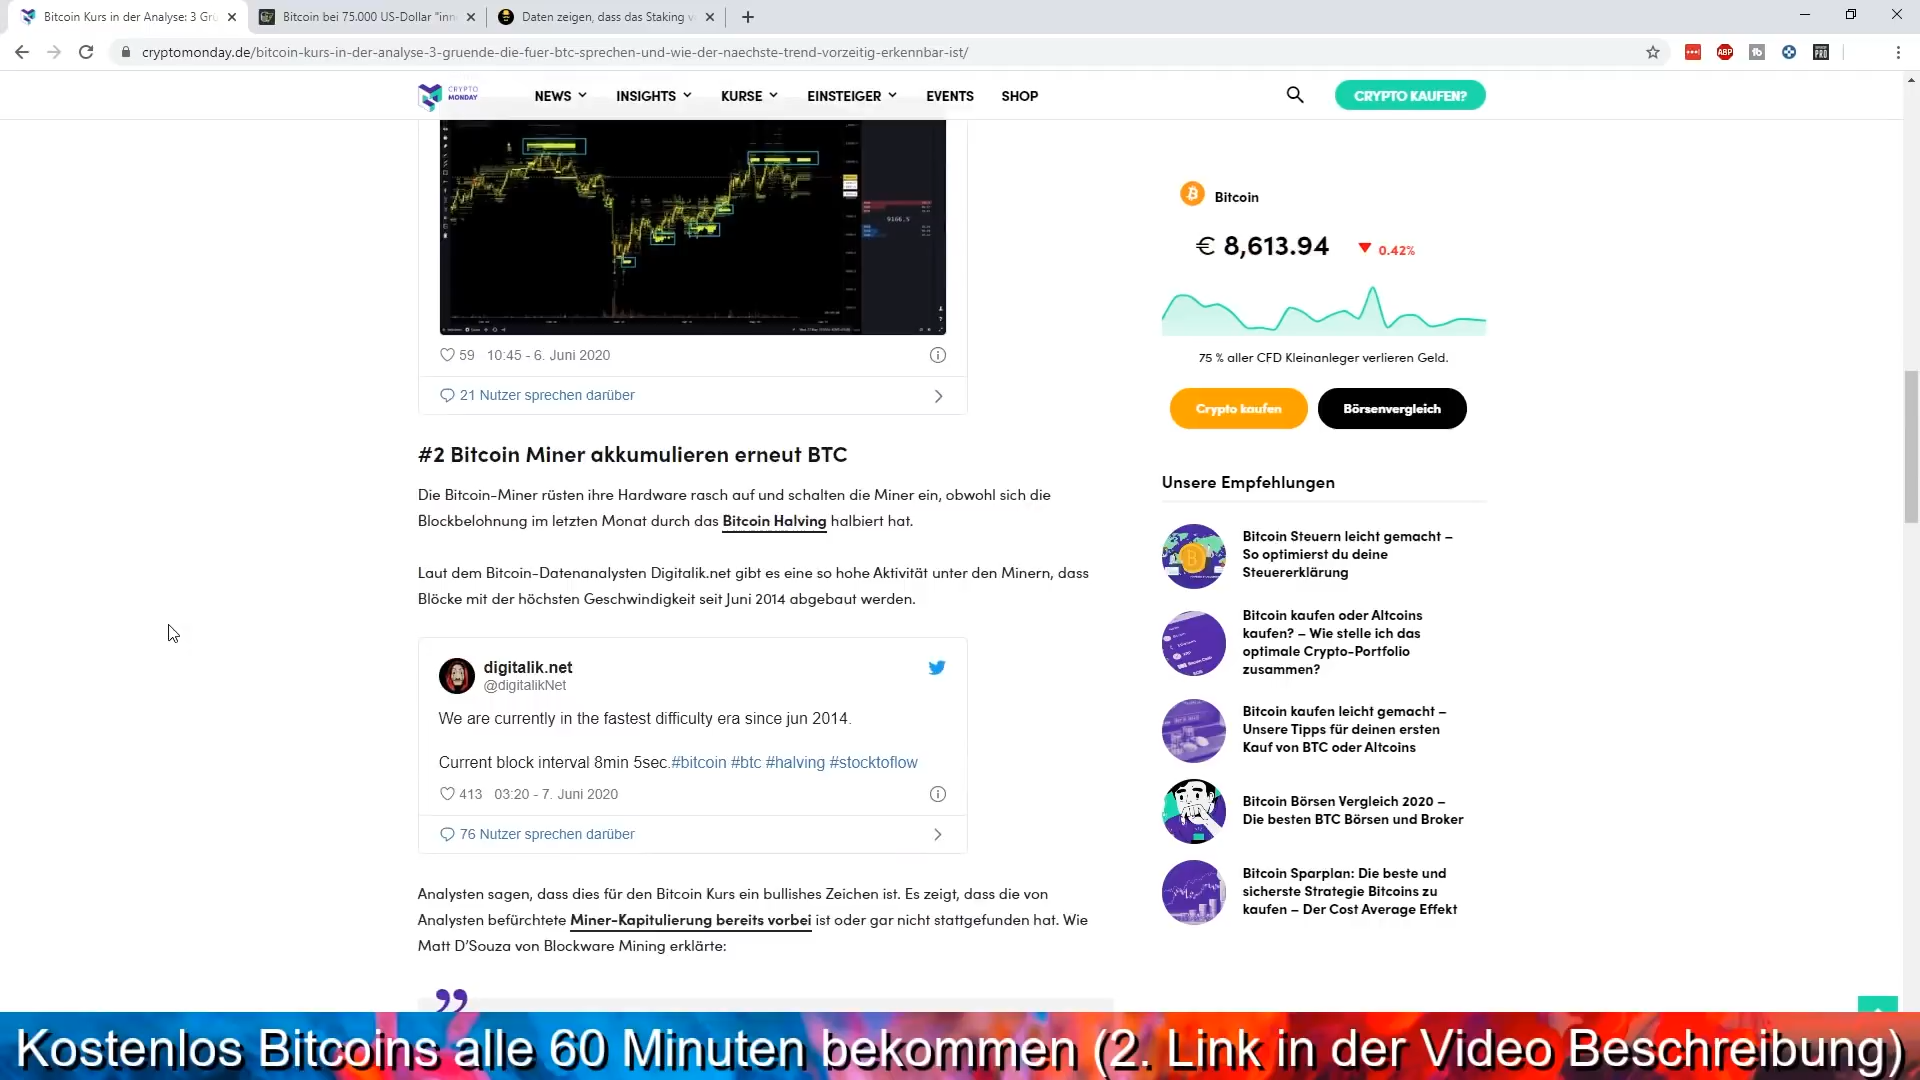 Bitcoin Kurs in der Analyse: 3 Gru
Bitcoin bei 75.000 US-Dollar "inn
Daten zeigen, dass das Staking v
cryptomonday.de/bitcoin-kurs-in-der-analyse-3-gruende-die-fuer-btc-sprechen-und-wie-der-naechste-trend-vorzeitig-erkennbar-ist/
ABP
PRO
CRYPTO
MONDAY
NEWS
INSIGHTS
KURSE
EINSTEIGER
EVENTS
SHOP
CRYPTO KAUFEN?
9166.5
59 10:45 - 6. Juni 2020
21 Nutzer sprechen darüber
#2 Bitcoin Miner akkumulieren erneut BTC
Die Bitcoin-Miner rüsten ihre Hardware rasch auf und schalten die Miner ein, obwohl sich die
Blockbelohnung im letzten Monat durch das Bitcoin Halving halbiert hat.
Laut dem Bitcoin-Datenanalysten Digitalik.net gibt es eine so hohe Aktivität unter den Minern, dass
Blöcke mit der höchsten Geschwindigkeit seit Juni 2014 abgebaut werden.
digitalik.net
@digitalikNet
We are currently in the fastest difficulty era since jun 2014.
Current block interval 8min 5sec.#bitcoin #btc #halving #stocktoflow
413 03:20 - 7. Juni 2020
76 Nutzer sprechen darüber
Analysten sagen, dass dies für den Bitcoin Kurs ein bullishes Zeichen ist. Es zeigt, dass die von
Analysten befürchtete Miner-Kapitulierung bereits vorbei ist oder gar nicht stattgefunden hat. Wie
Matt D’Souza von Blockware Mining erklärte:
Bitcoin
€ 8,613.94
0.42%
75 % aller CFD Kleinanleger verlieren Geld.
Crypto kaufen
Börsenvergleich
Unsere Empfehlungen
Bitcoin Steuern leicht gemacht –
So optimierst du deine
Steuererklärung
Bitcoin kaufen oder Altcoins
kaufen? – Wie stelle ich das
optimale Crypto-Portfolio
zusammen?
Bitcoin kaufen leicht gemacht –
Unsere Tipps für deinen ersten
Kauf von BTC oder Altcoins
Bitcoin Börsen Vergleich 2020 –
Die besten BTC Börsen und Broker
Bitcoin Sparplan: Die beste und
sicherste Strategie Bitcoins zu
kaufen – Der Cost Average Effekt
Kostenlos Bitcoins alle 60 Minuten bekommen (2. Link in der Video Beschreibung)